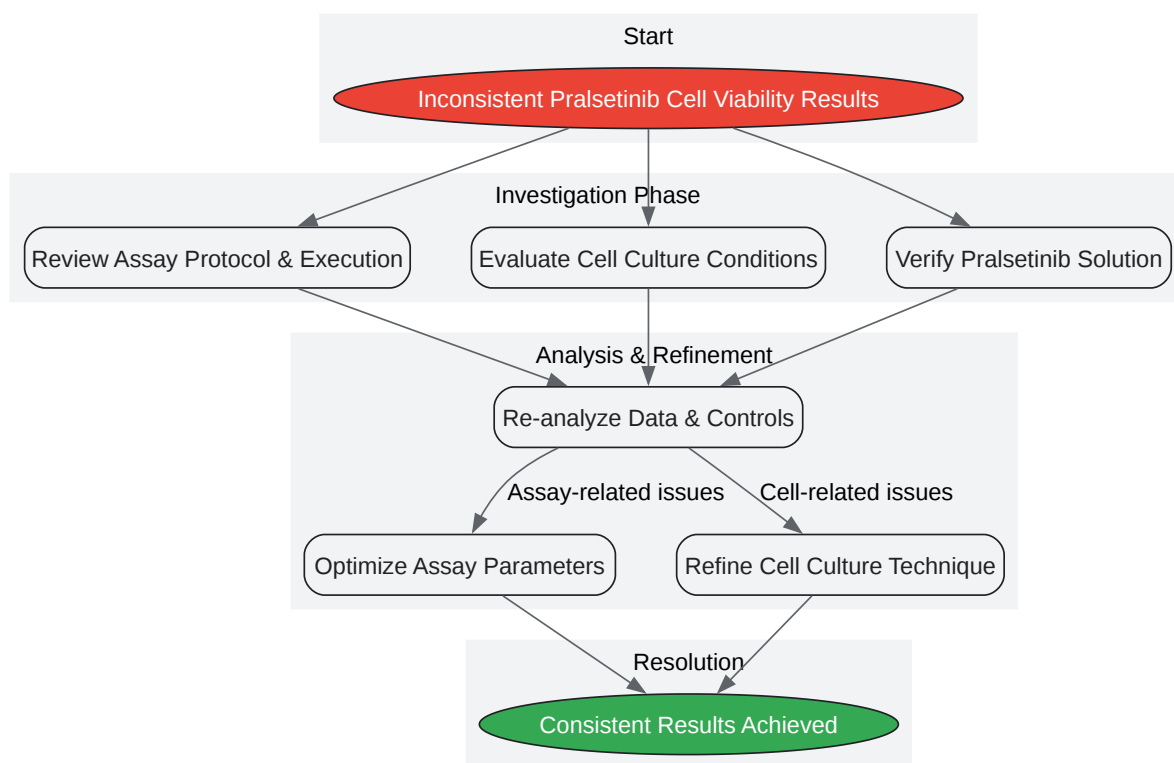 Start
Inconsistent Pralsetinib Cell Viability Results
Investigation Phase
Review Assay Protocol & Execution
Evaluate Cell Culture Conditions
Verify Pralsetinib Solution
Analysis & Refinement
Re-analyze Data & Controls
Assay-related issues
Cell-related issues
Optimize Assay Parameters
Refine Cell Culture Technique
Resolution
Consistent Results Achieved